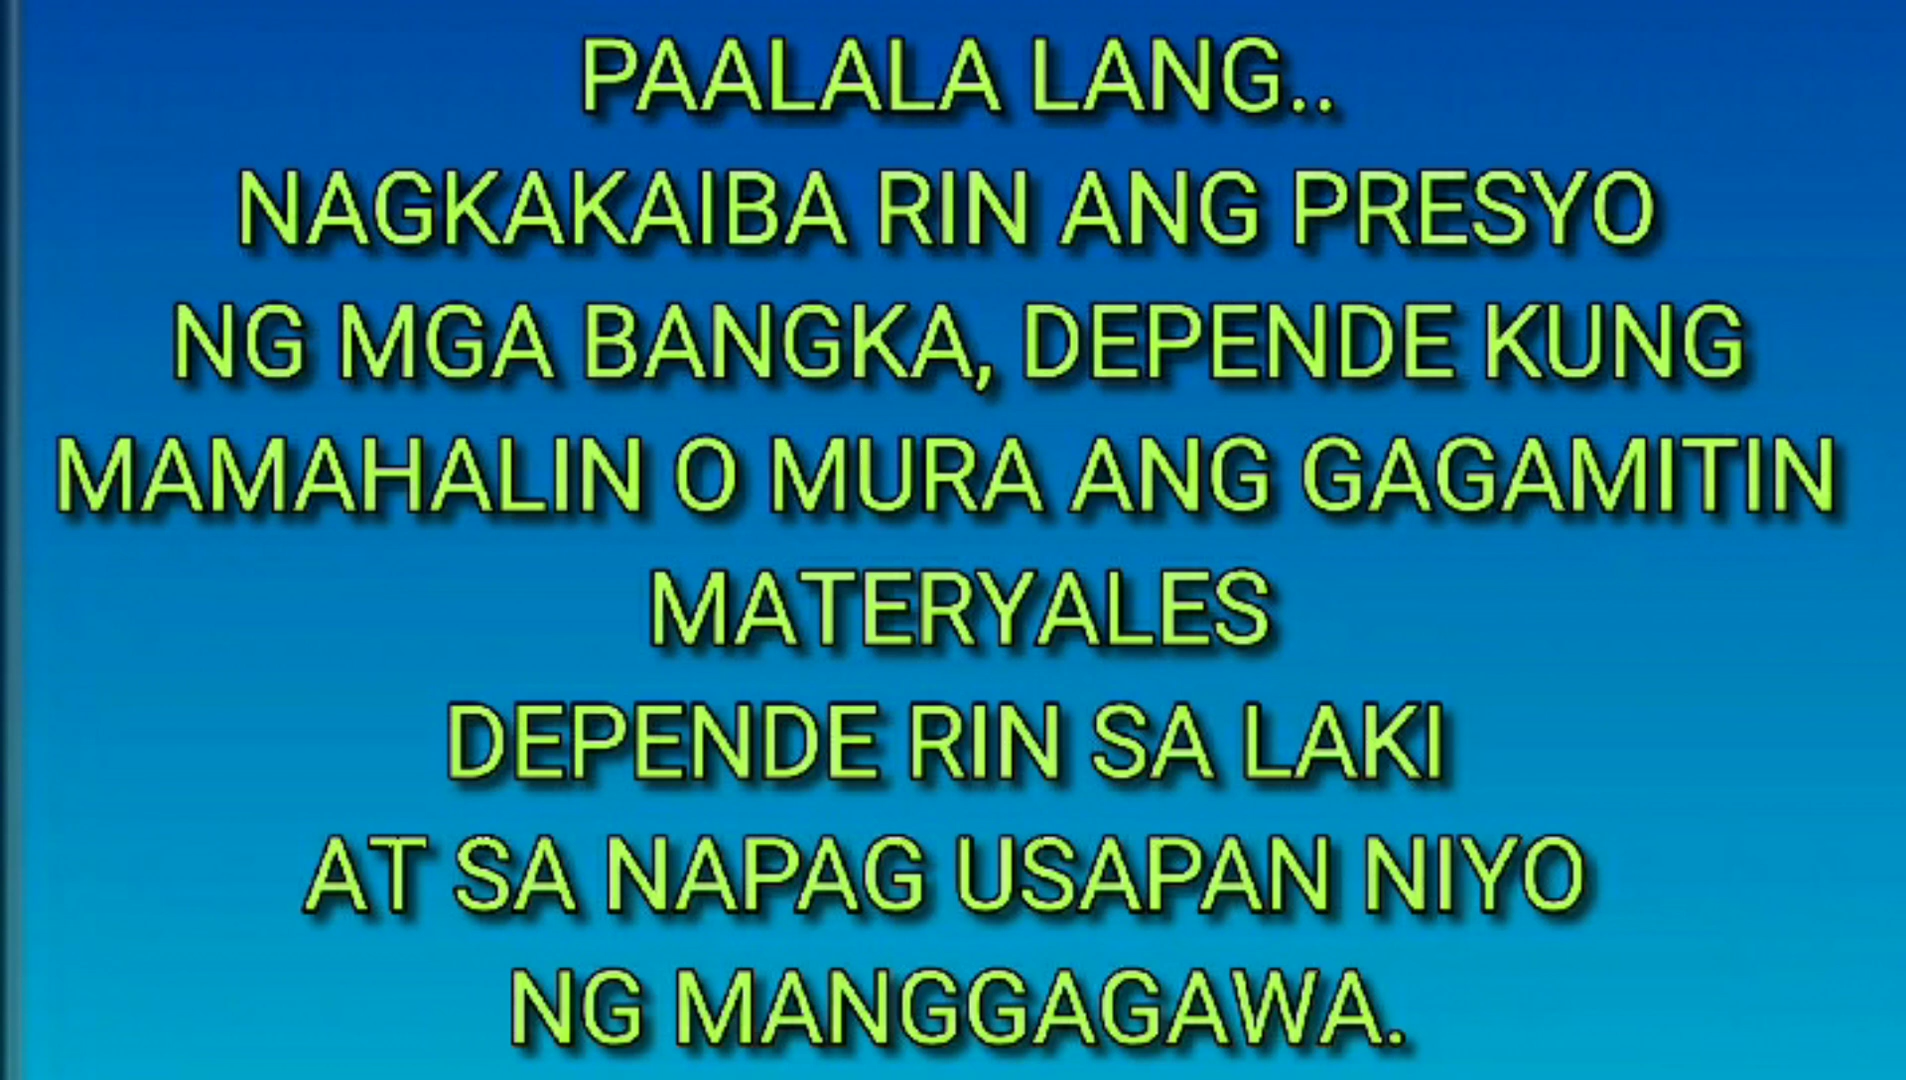 PAALALA LANG..
NAGKAKAIBA RIN ANG PRESYO
NG MGA BANGKA, DEPENDE KUNG
MAMAHALIN O MURA ANG GAGAMITIN
MATERYALES
DEPENDE RIN SA LAKI
AT SA NAPAG USAPAN NIYO
NG MANGGAGAWA.